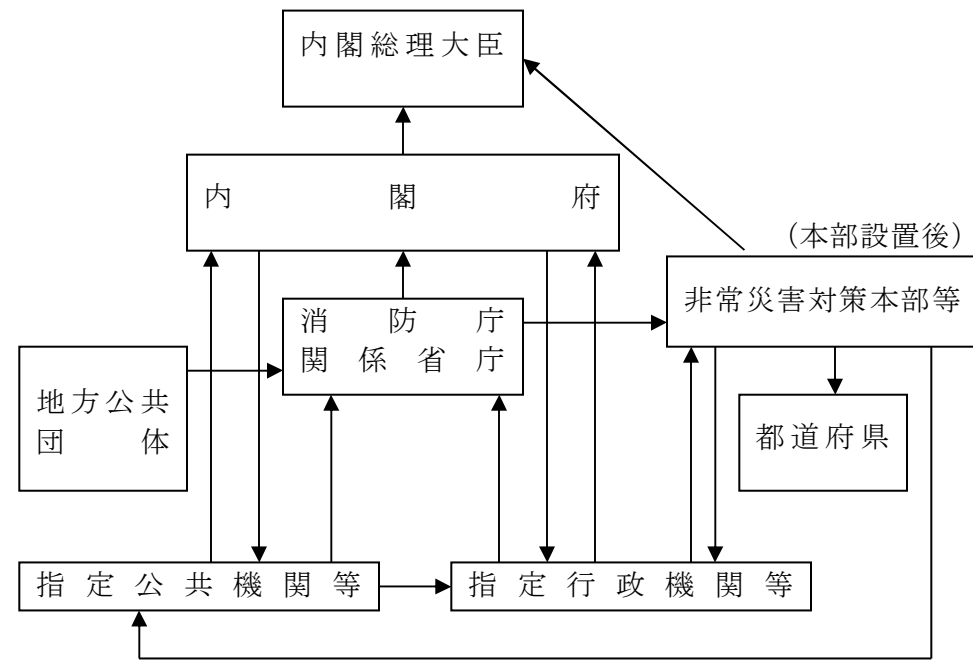 内閣総理大臣
内閣府
(本部設置後)
非常災害対策本部等
消防庁
関係省庁
地方公共
団体
都道府県
指定公共機関等
指定行政機関等